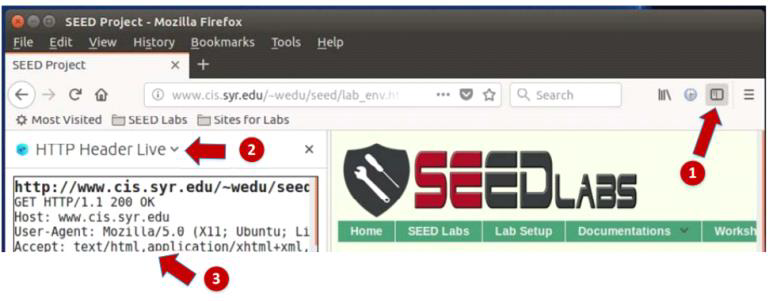 SEED Project - Mozilla Firefox
File Edit View History Bookmarks Tools Help
SEED Project
www.cis.syr.edu/~wedu/seed/lab_env.h
Search
Most Visited SEED Labs Sites for Labs
1
HTTP Header Live
2
SEEDLABS
http://www.cis.syr.edu/~wedu/seed
GET HTTP/1.1 200 OK
Host: www.cis.syr.edu
User-Agent: Mozilla/5.0 (X11; Ubuntu; Li
Accept: text/html,application/xhtml+xml,
Home SEED Labs Lab Setup Documentations Worksh
3